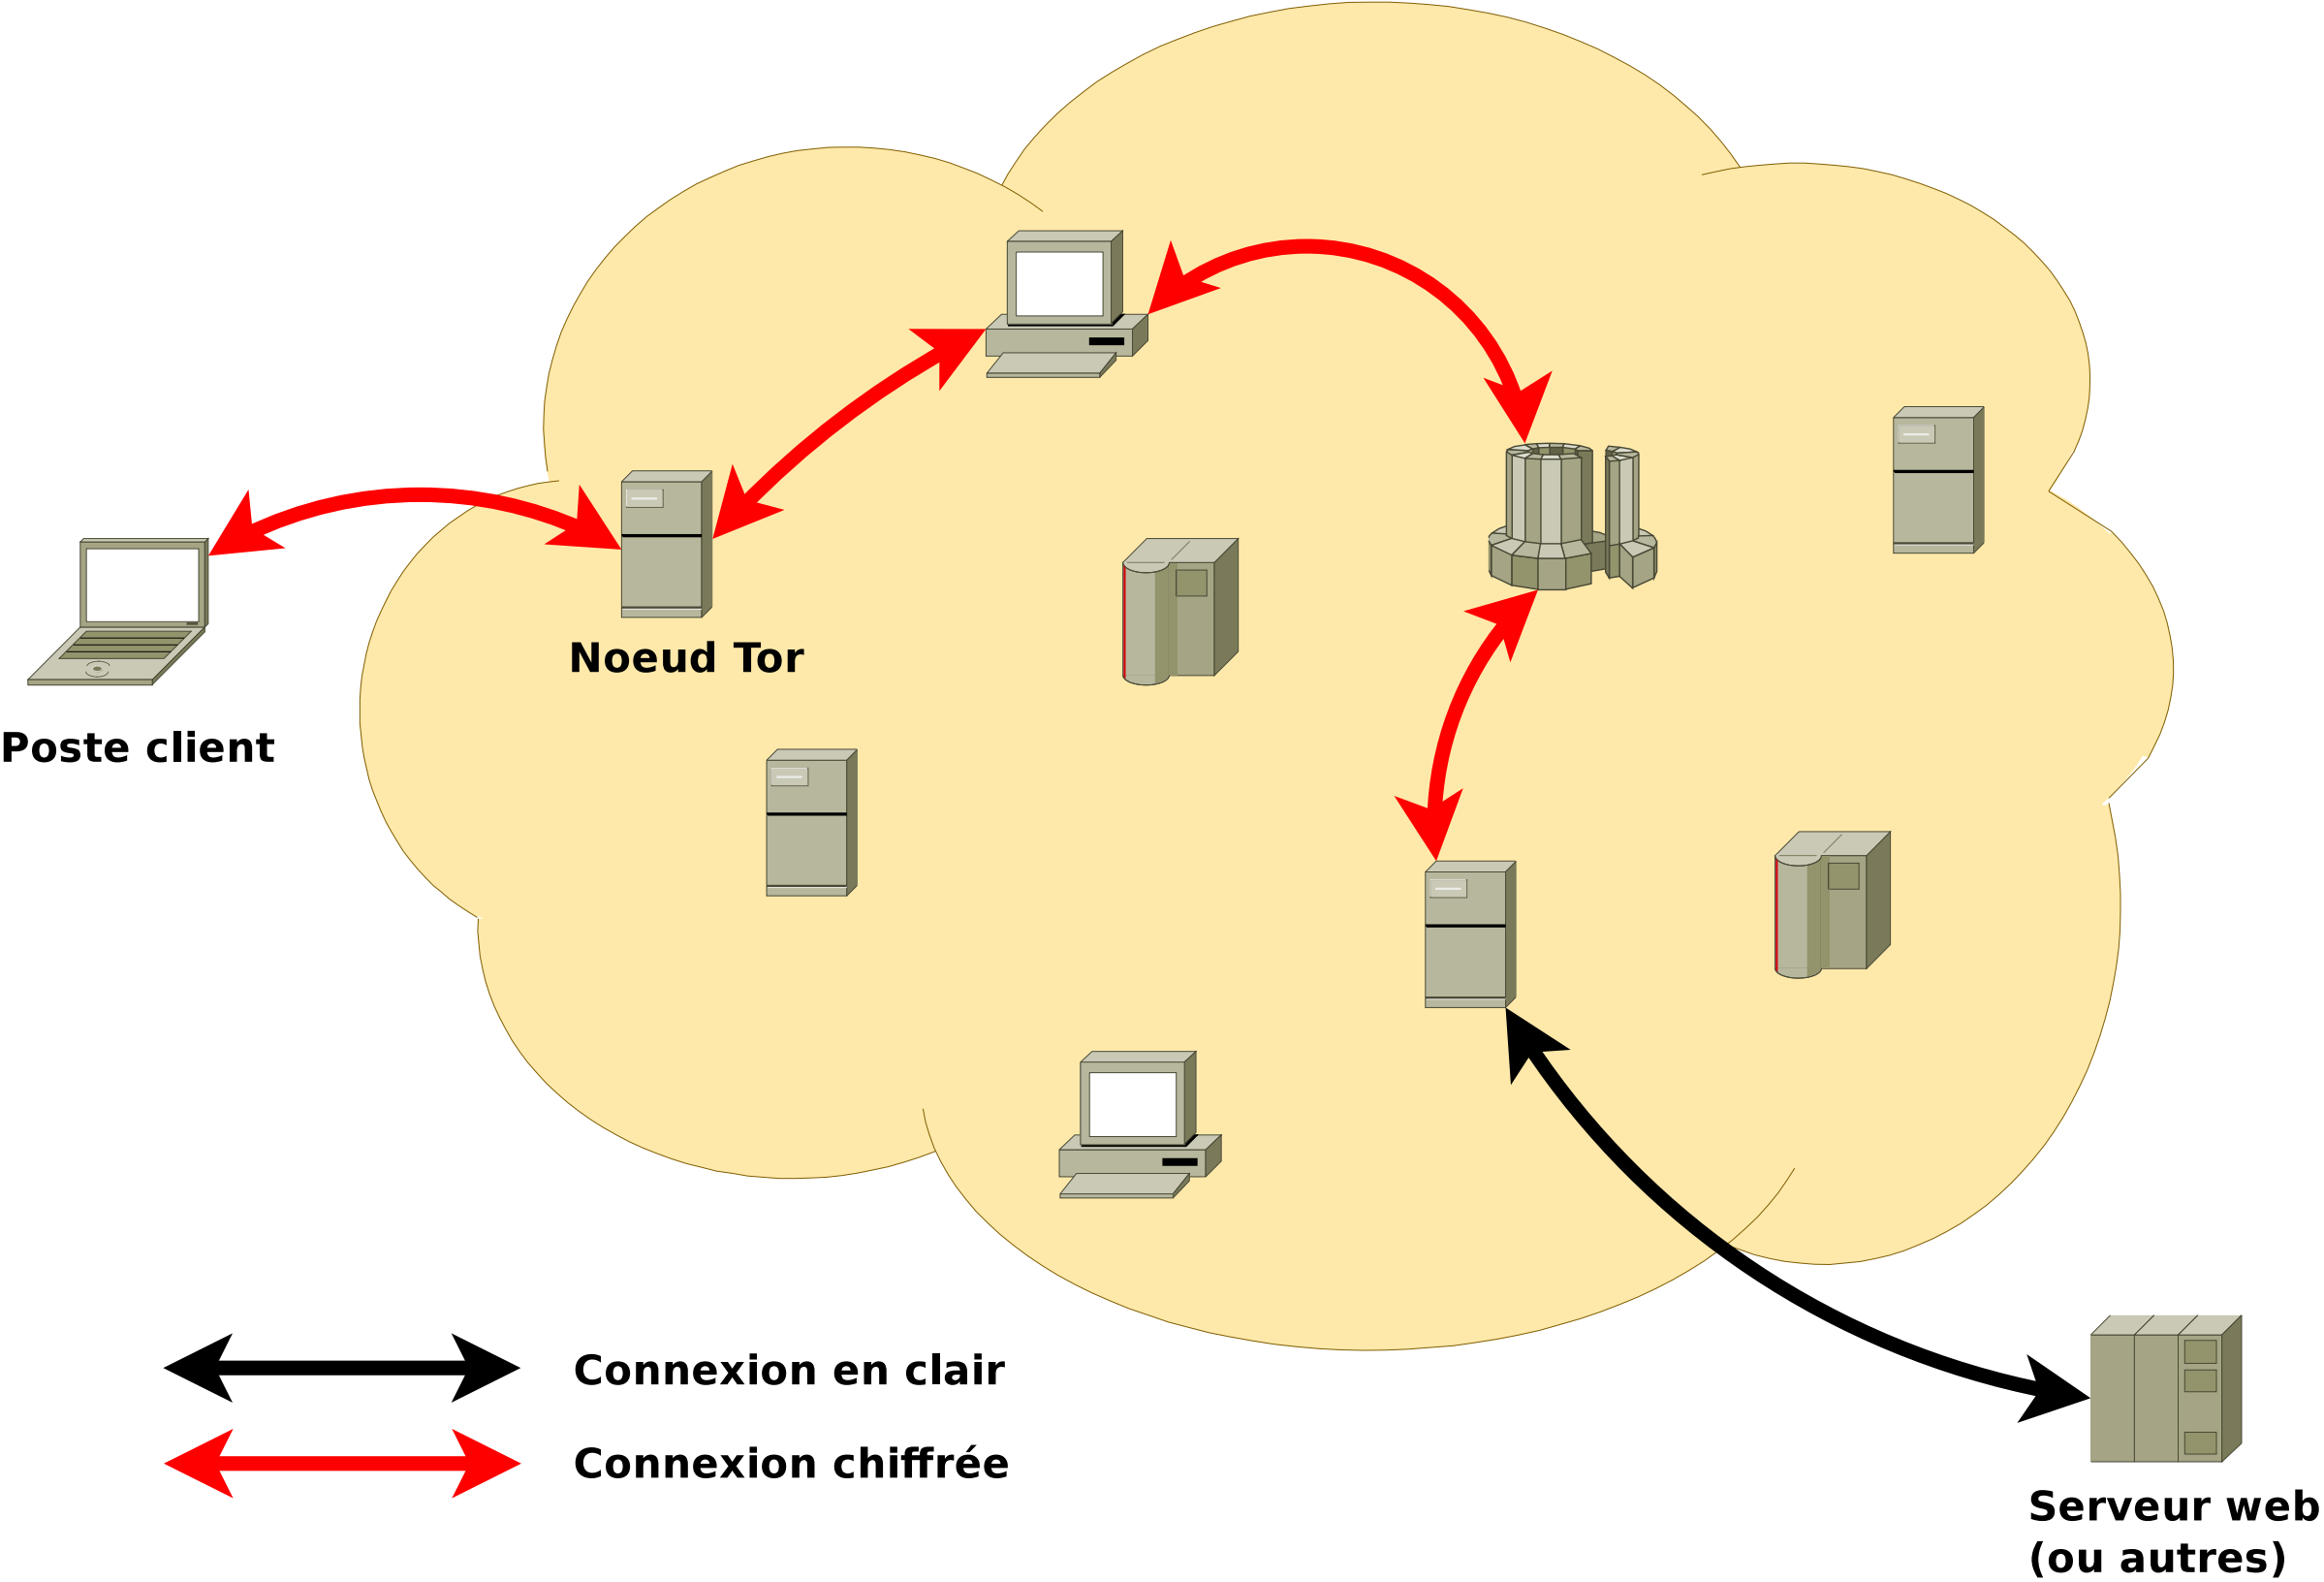 Noeud Tor
Poste client
Connexion en clair
Connexion chiffrée
Serveur web
(ou autres)